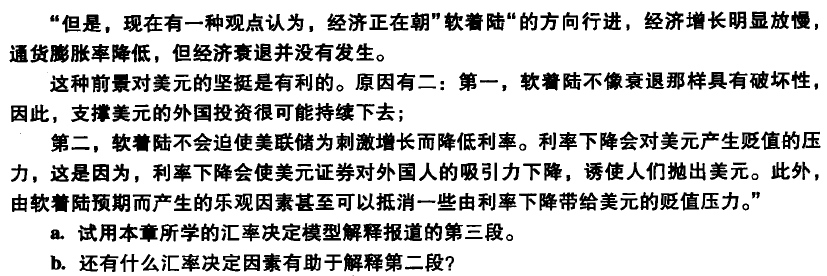 “但是，现在有一种观点认为，经济正在朝”软着陆“的方向行进，经济增长明显放慢，
通货膨胀率降低，但经济衰退并没有发生。
这种前景对美元的坚挺是有利的。原因有二：第一，软着陆不像衰退那样具有破坏性，
因此，支撑美元的外国投资很可能持续下去；
第二，软着陆不会迫使美联储为刺激增长而降低利率。利率下降会对美元产生贬值的压
力，这是因为，利率下降会使美元证券对外国人的吸引力下降，诱使人们抛出美元。此外，
由软着陆预期而产生的乐观因素甚至可以抵消一些由利率下降带给美元的贬值压力。”
a. 试用本章所学的汇率决定模型解释报道的第三段。
b. 还有什么汇率决定因素有助于解释第二段？